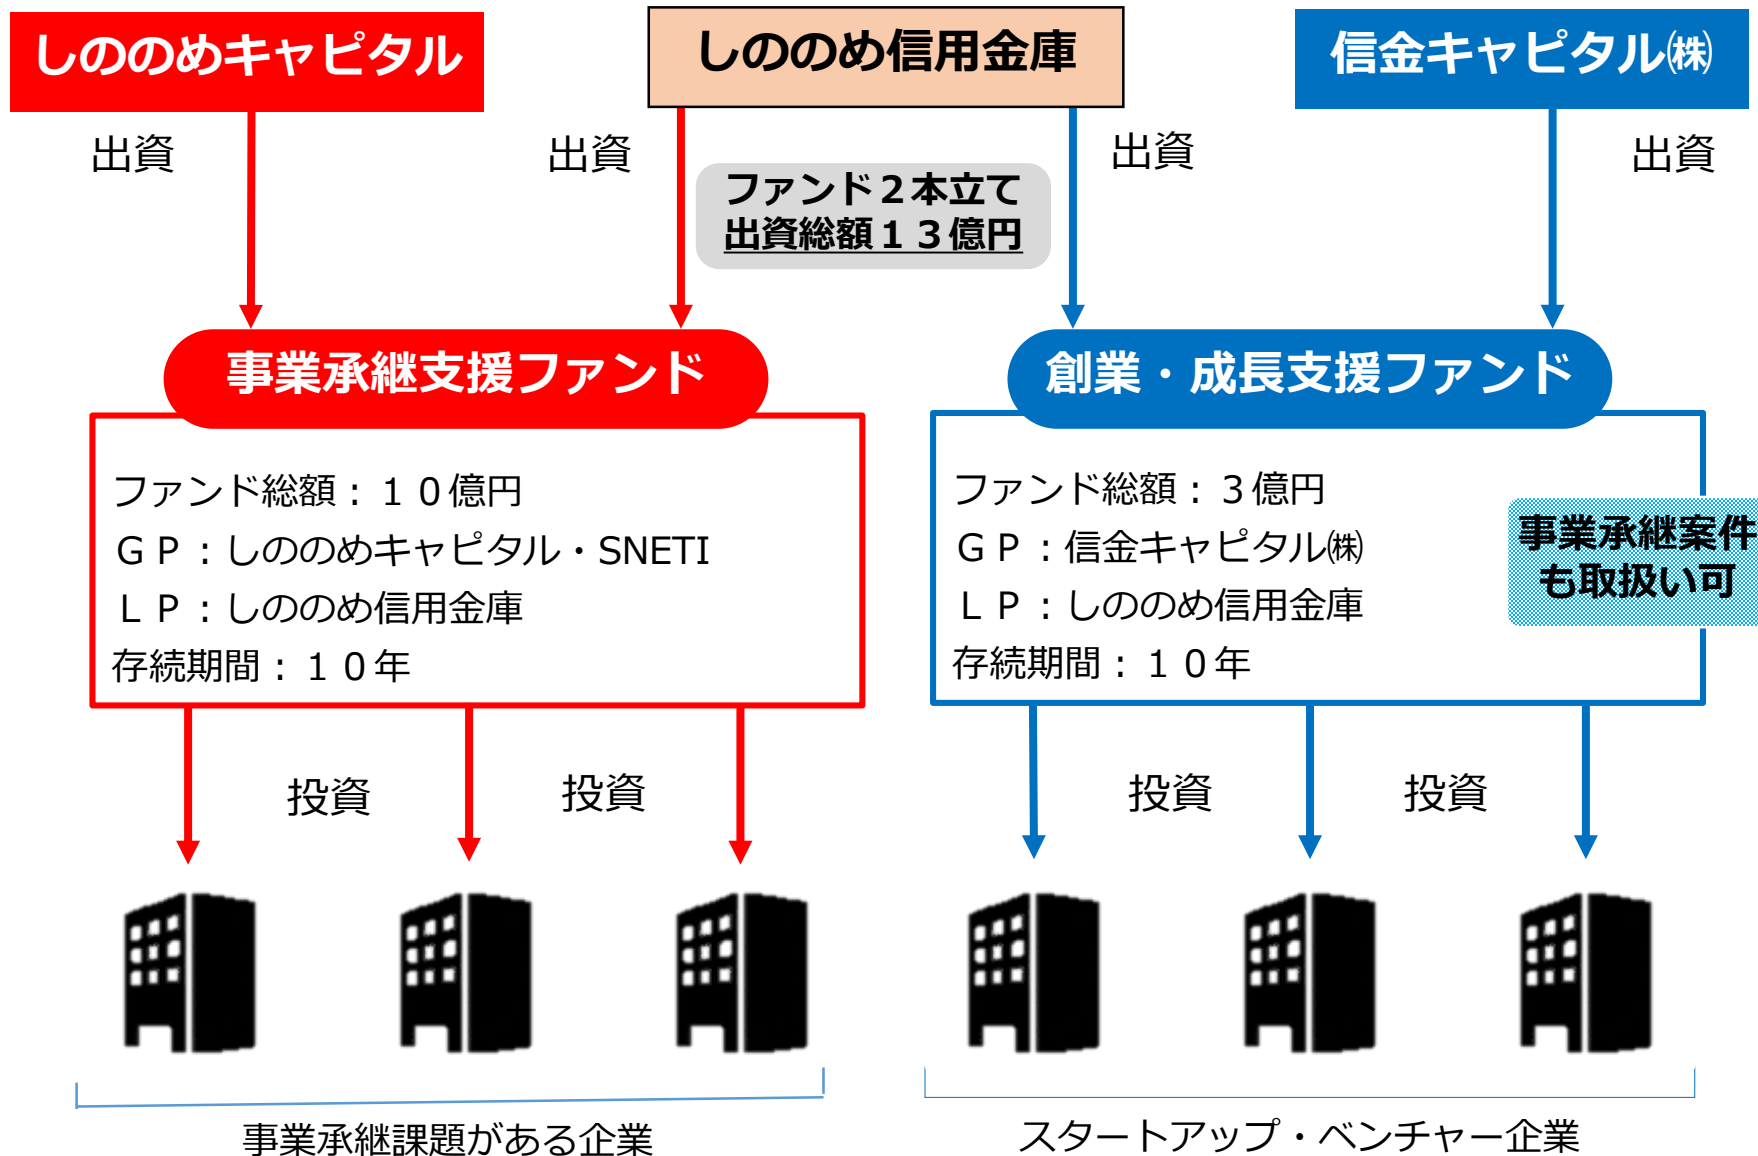 しののめキャピタル
しののめ信用金庫
信金キャピタル㈱
出資
出資
出資
出資
ファンド２本立て
出資総額１３億円
事業承継支援ファンド
創業・成長支援ファンド
ファンド総額：１０億円
ＧＰ：しののめキャピタル・SNETI
ＬＰ：しののめ信用金庫
存続期間：１０年
ファンド総額：３億円
ＧＰ：信金キャピタル㈱
ＬＰ：しののめ信用金庫
存続期間：１０年
事業承継案件
も取扱い可
投資
投資
投資
投資
事業承継課題がある企業
スタートアップ・ベンチャー企業